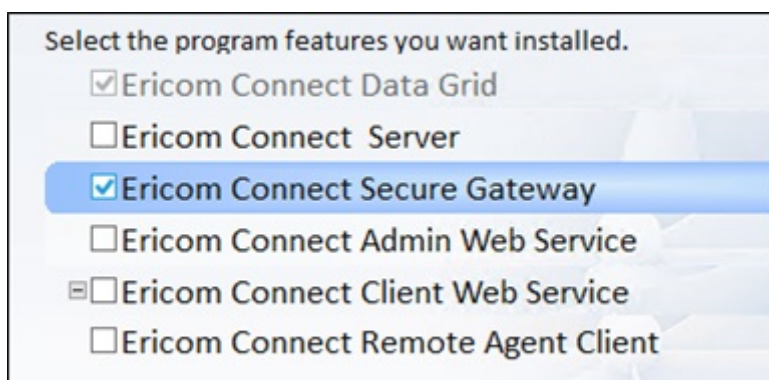 Select the program features you want installed.
Ericom Connect Data Grid
Ericom Connect Server
Ericom Connect Secure Gateway
Ericom Connect Admin Web Service
Ericom Connect Client Web Service
Ericom Connect Remote Agent Client